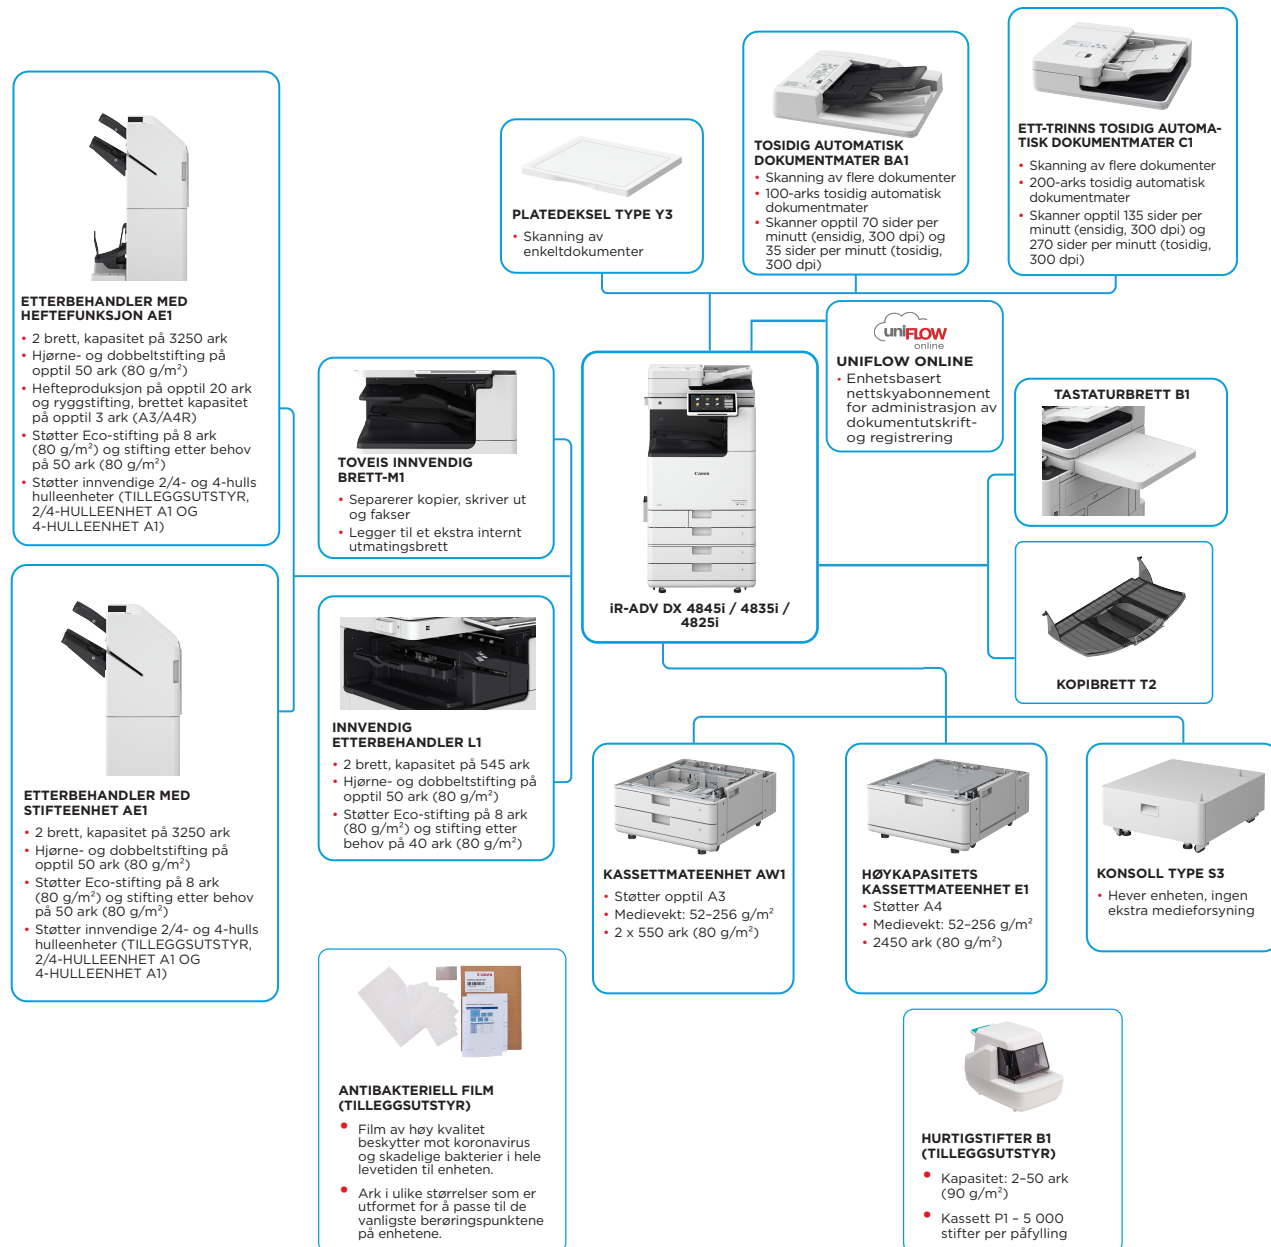 ETTERBEHANDLER MED
HEFTEFUNKSJON AE1
• 2 brett, kapasitet på 3250 ark
• Hjørne- og dobbeltstifting på
opptil 50 ark (80 g/m²)
• Hefteproduksjon på opptil 20 ark
og ryggstifting, brettet kapasitet
på opptil 3 ark (A3/A4R)
• Støtter Eco-stifting på 8 ark
(80 g/m²) og stifting etter behov
på 50 ark (80 g/m²)
• Støtter innvendige 2/4- og 4-hulls
hulleenheter (TILLEGGSUTSTYR,
2/4-HULLEENHET A1 OG
4-HULLEENHET A1)
ETTERBEHANDLER MED
STIFTEENHET AE1
• 2 brett, kapasitet på 3250 ark
• Hjørne- og dobbeltstifting på
opptil 50 ark (80 g/m²)
• Støtter Eco-stifting på 8 ark
(80 g/m²) og stifting etter behov
på 50 ark (80 g/m²)
• Støtter innvendige 2/4- og 4-hulls
hulleenheter (TILLEGGSUTSTYR,
2/4-HULLEENHET A1 OG
4-HULLEENHET A1)
TOVEIS INNVENDIG
BRETT-M1
• Separerer kopier, skriver ut
og fakser
• Legger til et ekstra internt
utmatingsbrett
INNVENDIG
ETTERBEHANDLER L1
• 2 brett, kapasitet på 545 ark
• Hjørne- og dobbeltstifting på
opptil 50 ark (80 g/m²)
• Støtter Eco-stifting på 8 ark
(80 g/m²) og stifting etter
behov på 40 ark (80 g/m²)
Canon
ANTIBAKTERIELL FILM
(TILLEGGSUTSTYR)
• Film av høy kvalitet
beskytter mot koronavirus
og skadelige bakterier i hele
levetiden til enheten.
• Ark i ulike størrelser som er
utformet for å passe til de
vanligste berøringspunktene
på enhetene.
PLATEDEKSEL TYPE Y3
• Skanning av
enkeltdokumenter
TOSIDIG AUTOMATISK
DOKUMENTMATER BA1
• Skanning av flere dokumenter
• 100-arks tosidig automatisk
dokumentmater
• Skanner opptil 70 sider per
minutt (ensidig, 300 dpi) og
35 sider per minutt (tosidig,
300 dpi)
ETT-TRINNS TOSIDIG AUTOMA-
TISK DOKUMENTMATER C1
• Skanning av flere dokumenter
• 200-arks tosidig automatisk
dokumentmater
• Skanner opptil 135 sider per
minutt (ensidig, 300 dpi) og
270 sider per minutt (tosidig,
300 dpi)
uniFLOW
online
UNIFLOW ONLINE
• Enhetsbasert
nettskyabonnement
for administrasjon av
dokumentutskrift-
og registrering
Canon
iR-ADV DX 4845i / 4835i /
4825i
TASTATURBRETT B1
KOPIBRETT T2
KASSETTMATEENHET AW1
• Støtter opptil A3
• Medievekt: 52–256 g/m²
• 2 x 550 ark (80 g/m²)
HØYKAPASITETS
KASSETTMATEENHET E1
• Støtter A4
• Medievekt: 52–256 g/m²
• 2450 ark (80 g/m²)
KONSOLL TYPE S3
• Hever enheten, ingen
ekstra medieforsyning
HURTIGSTIFTER B1
(TILLEGGSUTSTYR)
• Kapasitet: 2–50 ark
(90 g/m²)
• Kassett P1 – 5 000
stifter per påfylling